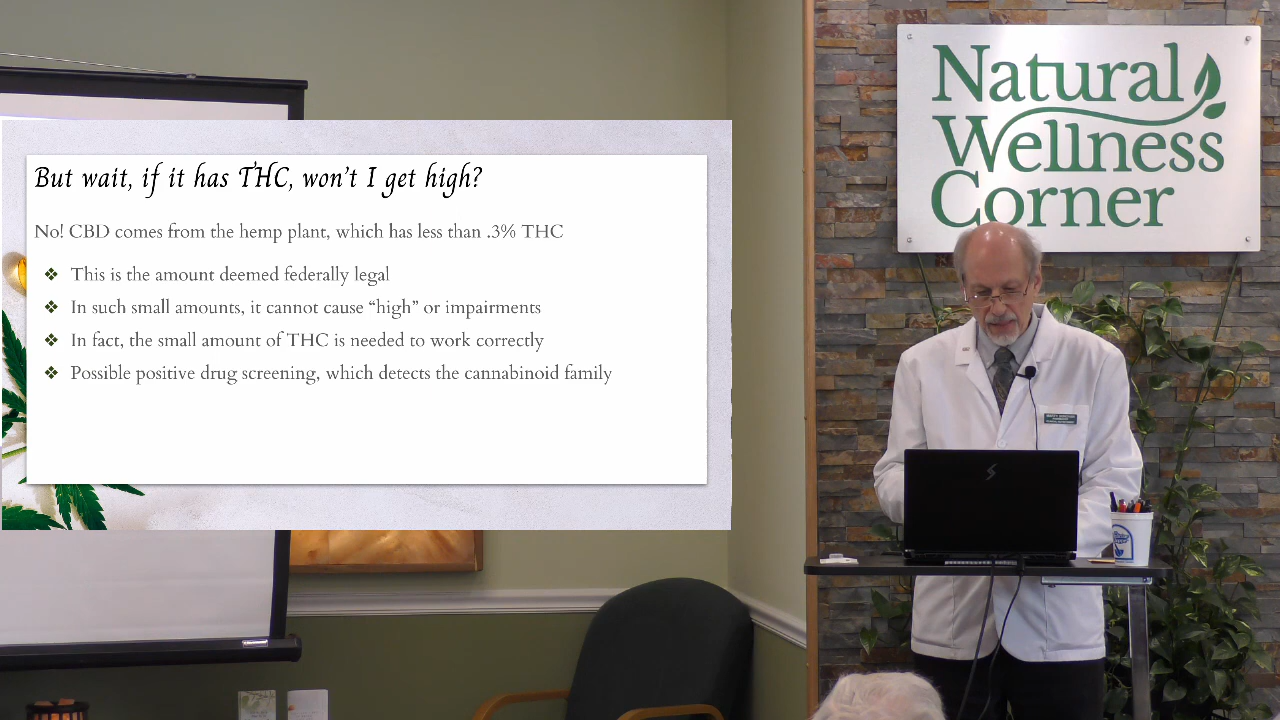 But wait, if it has THC, won't I get high?
No! CBD comes from the hemp plant, which has less than .3% THC
❖ This is the amount deemed federally legal
❖ In such small amounts, it cannot cause “high” or impairments
❖ In fact, the small amount of THC is needed to work correctly
❖ Possible positive drug screening, which detects the cannabinoid family
Natural
Wellness
Corner